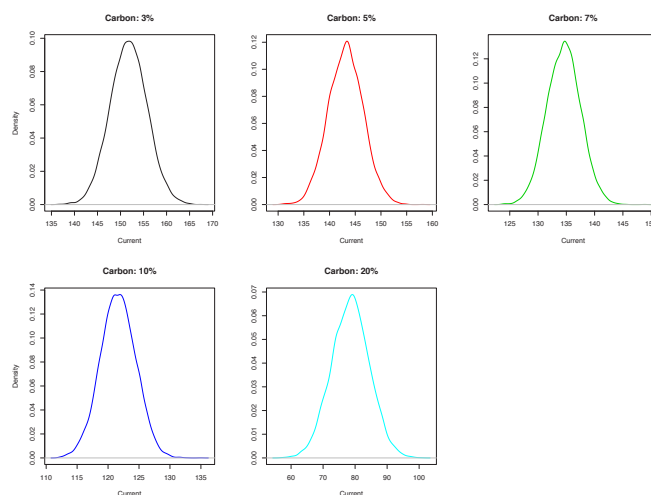 Carbon: 3%
Carbon: 5%
Carbon: 7%
Density
0.00 0.02 0.04 0.06 0.08 0.10
0.00 0.02 0.04 0.06 0.08 0.10 0.12
0.00 0.02 0.04 0.06 0.08 0.10 0.12
135 140 145 150 155 160 165 170
130 135 140 145 150 155 160
125 130 135 140 145
Current
Current
Current
Carbon: 10%
Carbon: 20%
Density
0.00 0.02 0.04 0.06 0.08 0.10 0.12 0.14
0.00 0.01 0.02 0.03 0.04 0.05 0.06 0.07
110 115 120 125 130 135
60 70 80 90 100
Current
Current